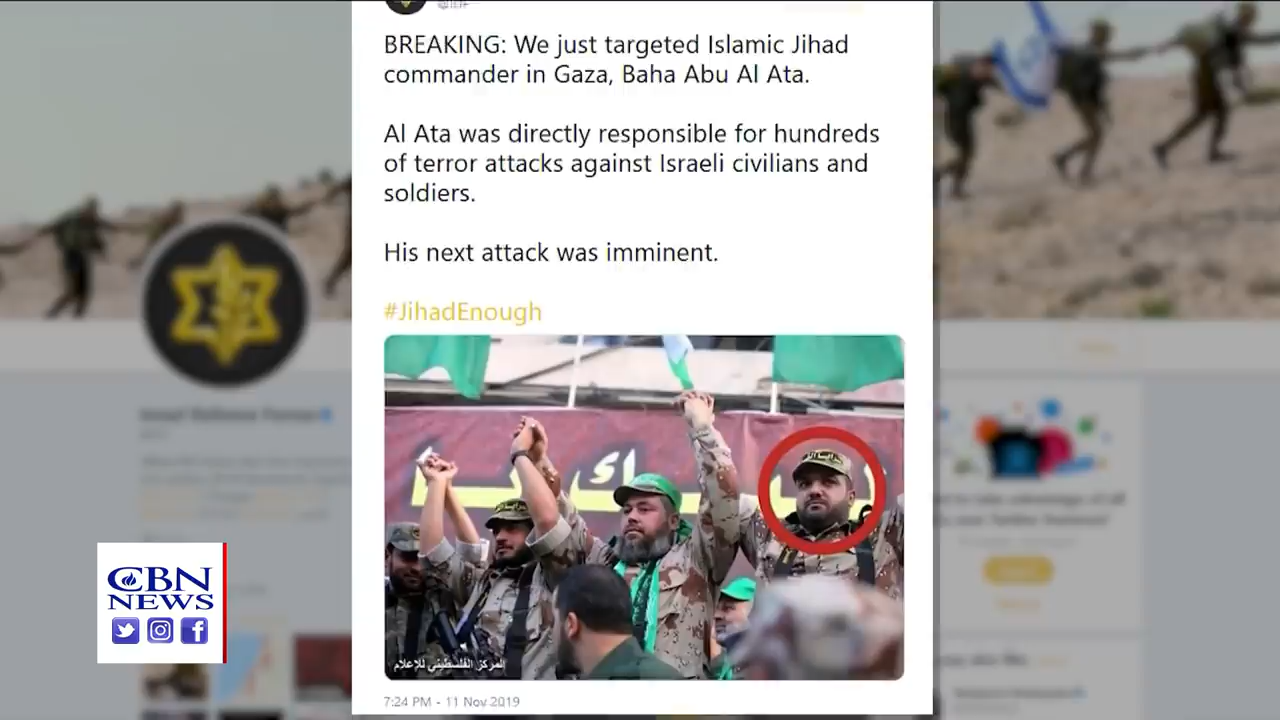 BREAKING: We just targeted Islamic Jihad
commander in Gaza, Baha Abu Al Ata.
Al Ata was directly responsible for hundreds
of terror attacks against Israeli civilians and
soldiers.
His next attack was imminent.
#JihadEnough
المركز الفلسطيني للإعلام
7:24 PM - 11 Nov 2019
CBN
NEWS